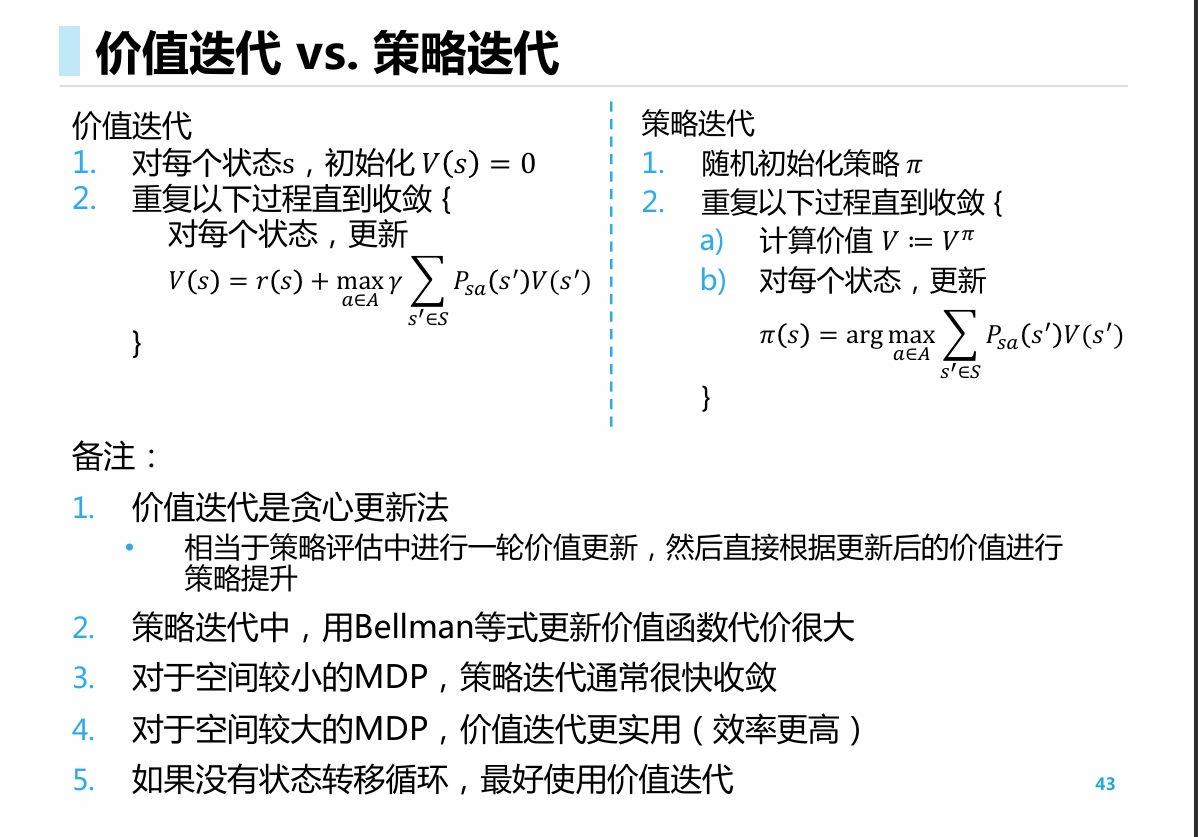 价值迭代 vs. 策略迭代
价值迭代
1. 对每个状态s，初始化 V(s) = 0
2. 重复以下过程直到收敛 {
对每个状态，更新
V(s) = r(s) + max_{a∈A} γ ∑_{s′∈S} P_{sa}(s′)V(s′)
}
策略迭代
1. 随机初始化策略 π
2. 重复以下过程直到收敛 {
a) 计算价值 V ≔ V^π
b) 对每个状态，更新
π(s) = arg max_{a∈A} ∑_{s′∈S} P_{sa}(s′)V(s′)
}
备注：
1. 价值迭代是贪心更新法
• 相当于策略评估中进行一轮价值更新，然后直接根据更新后的价值进行
策略提升
2. 策略迭代中，用Bellman等式更新价值函数代价很大
3. 对于空间较小的MDP，策略迭代通常很快收敛
4. 对于空间较大的MDP，价值迭代更实用（效率更高）
5. 如果没有状态转移循环，最好使用价值迭代
43